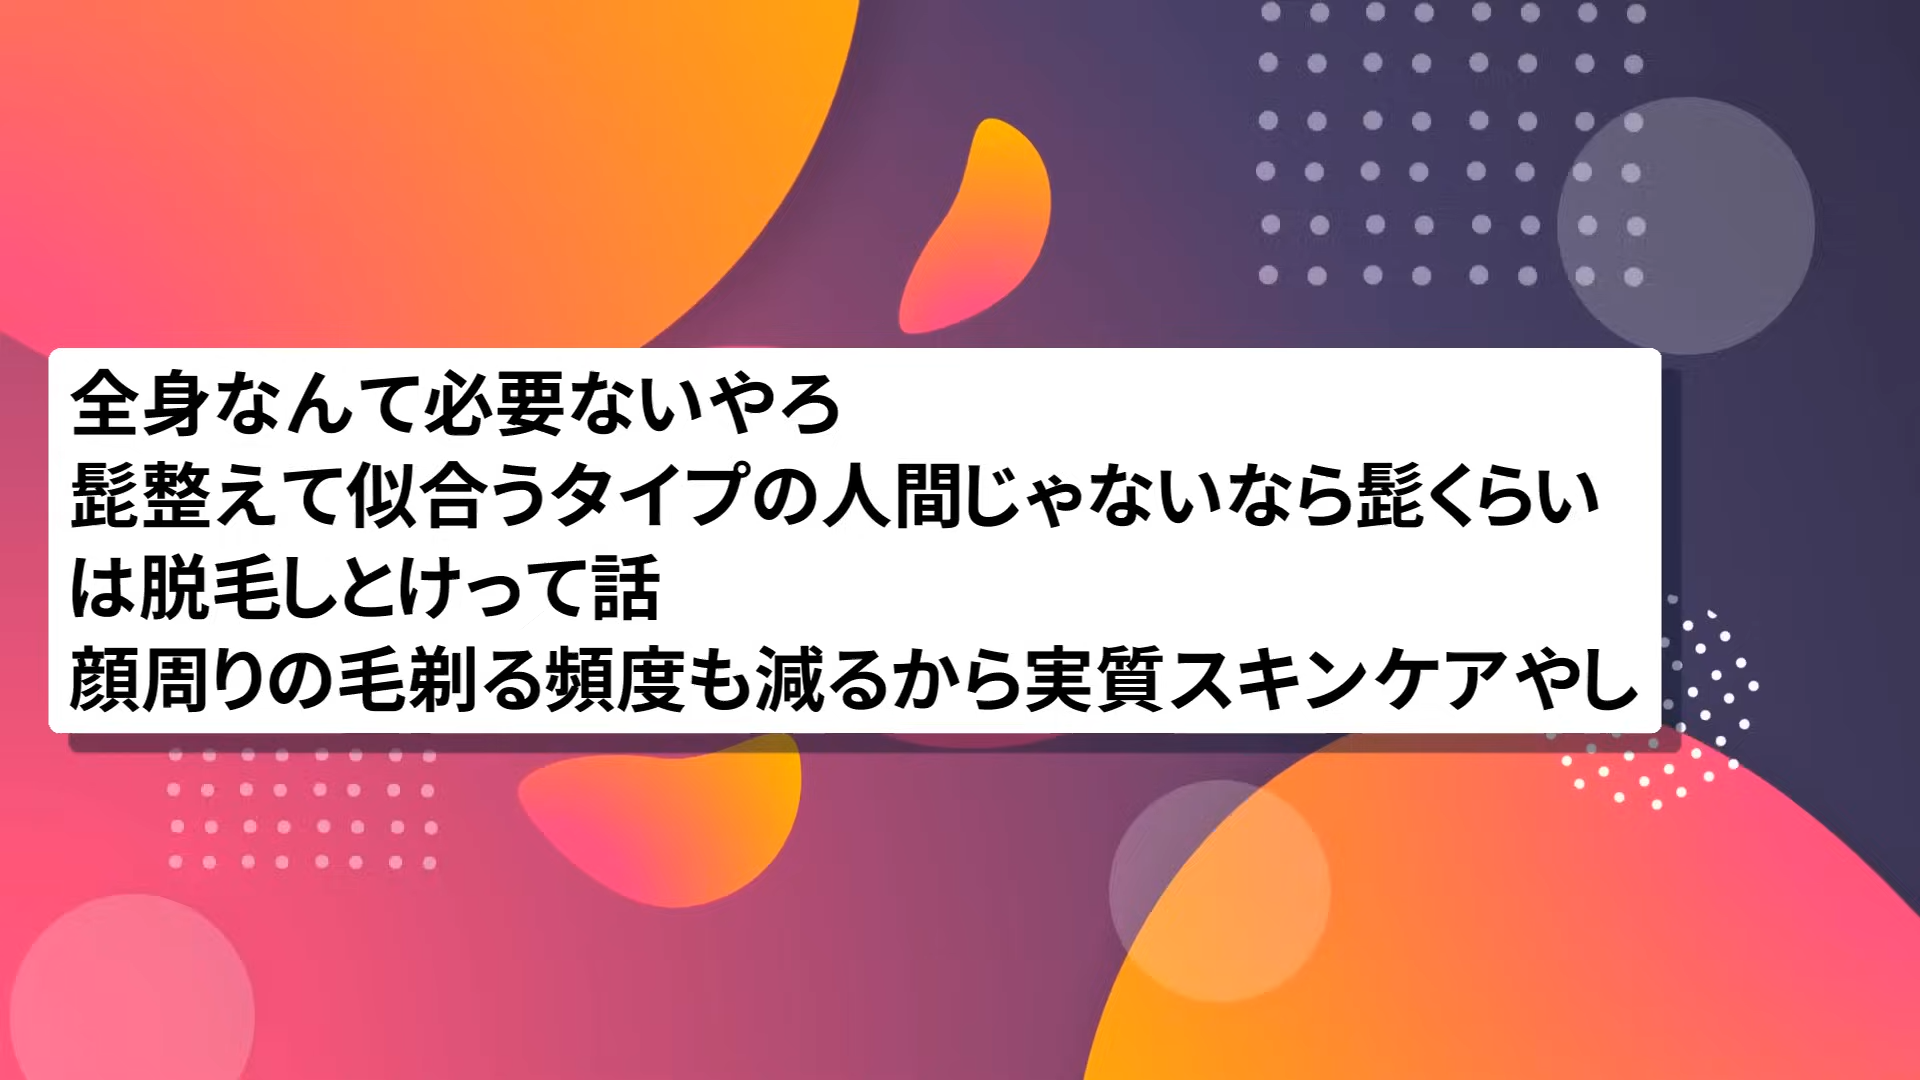 全身なんて必要ないやろ
髭整えて似合うタイプの人間じゃないなら髭くらい
は脱毛しとけって話
顔周りの毛剃る頻度も減るから実質スキンケアやし